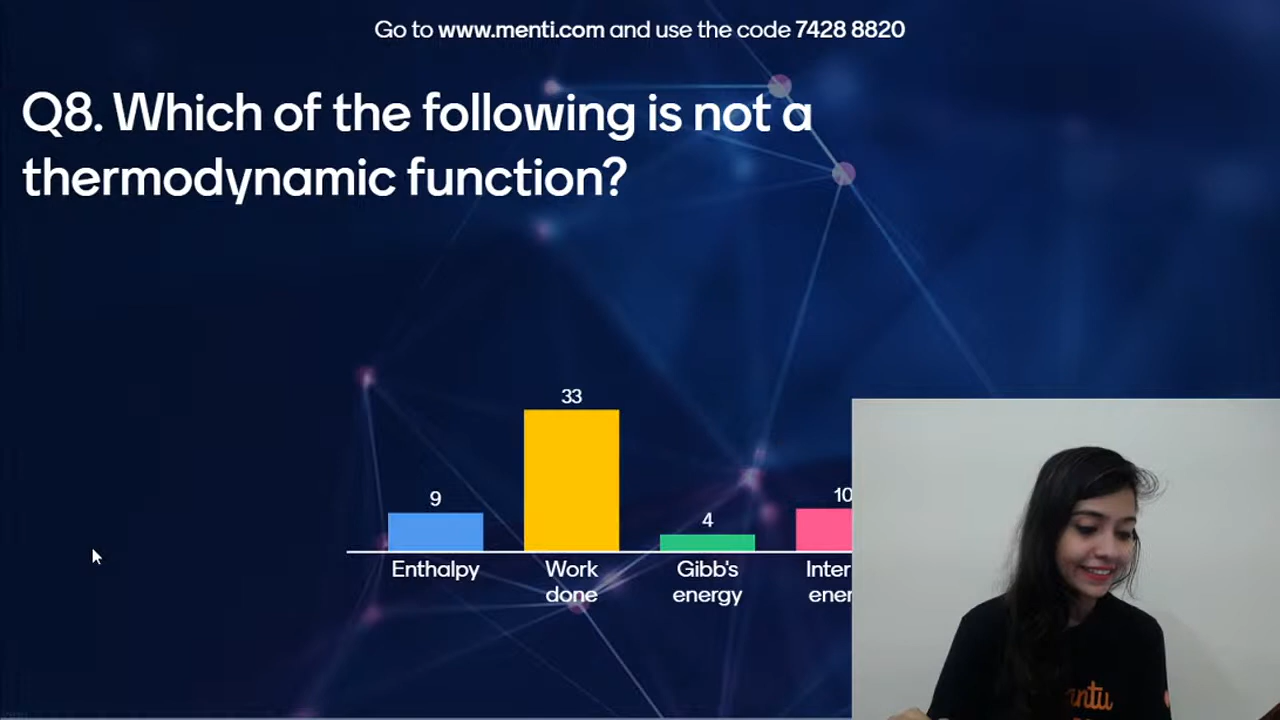 Go to www.menti.com and use the code 7428 8820
Q8. Which of the following is not a
thermodynamic function?
9
33
4
10
Enthalpy
Work
done
Gibb's
energy